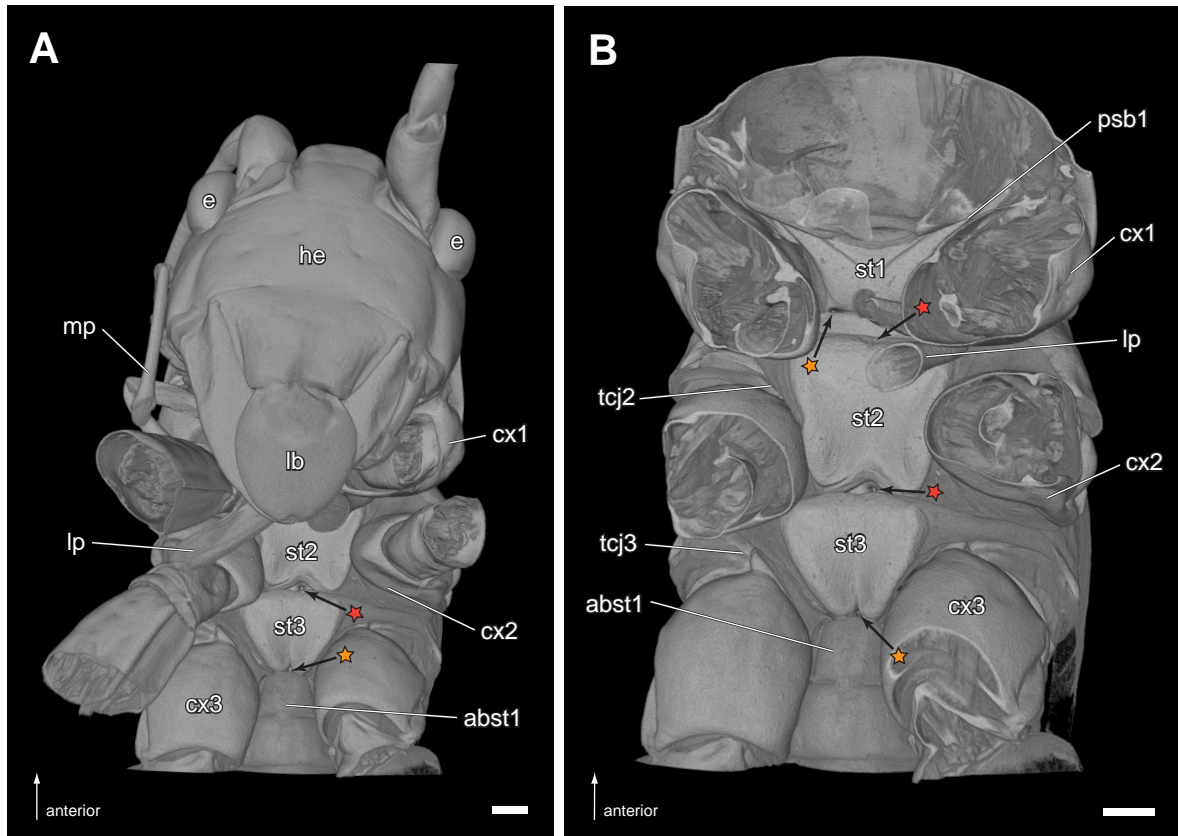 A
e
e
he
mp
cx1
lb
lp
st2
st3
cx2
cx3
abst1
anterior
B
psb1
cx1
st1
lp
tcj2
st2
cx2
tcj3
st3
abst1
cx3
anterior